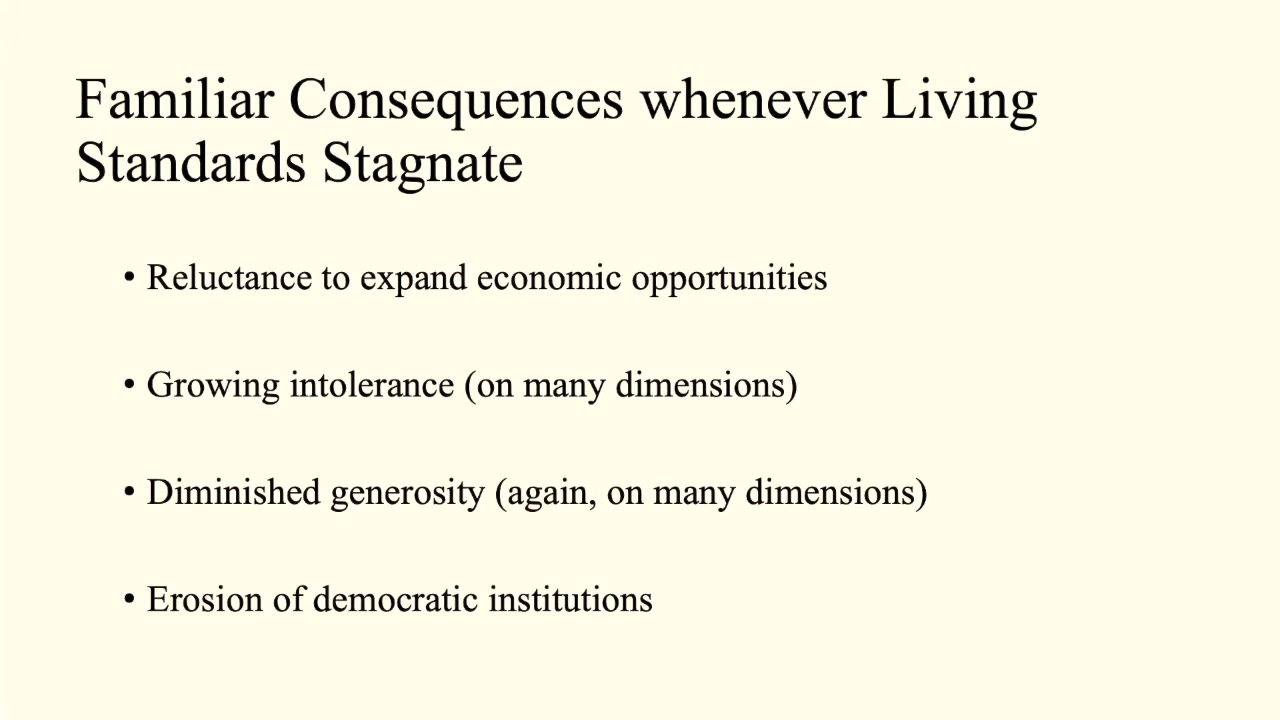 Familiar Consequences whenever Living
Standards Stagnate
• Reluctance to expand economic opportunities
• Growing intolerance (on many dimensions)
• Diminished generosity (again, on many dimensions)
• Erosion of democratic institutions